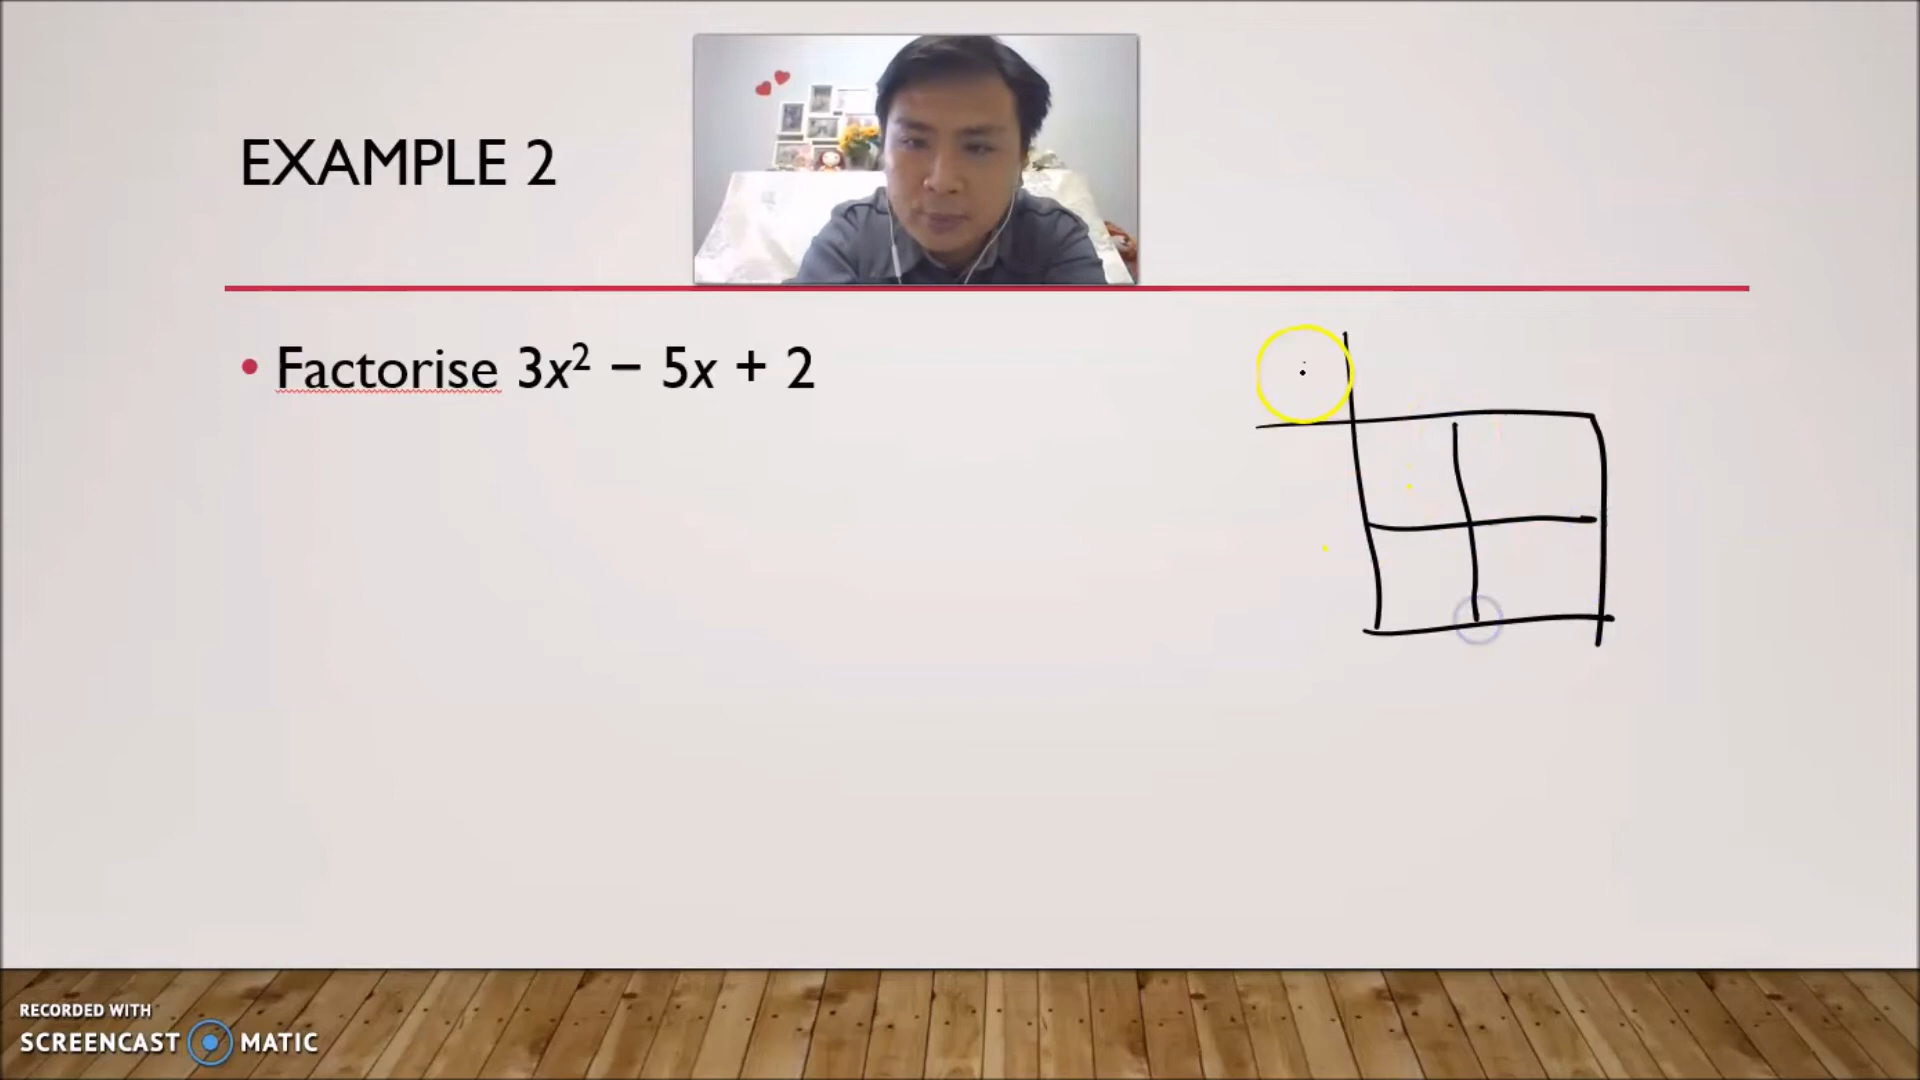 EXAMPLE 2
• Factorise 3x² − 5x + 2
RECORDED WITH
SCREENCAST MATIC